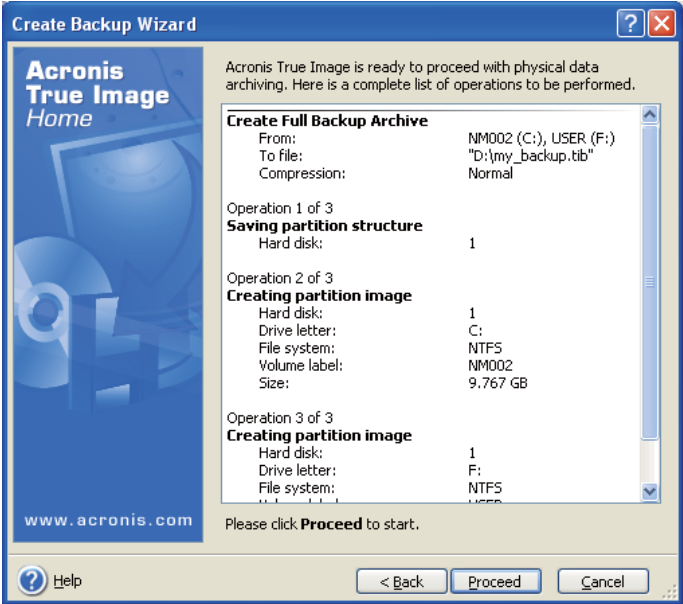 Create Backup Wizard
Acronis
True Image
Home
Acronis True Image is ready to proceed with physical data
archiving. Here is a complete list of operations to be performed.
Create Full Backup Archive
From: NM002 (C:), USER (F:)
To file: "D:\my_backup.tib"
Compression: Normal
Operation 1 of 3
Saving partition structure
Hard disk: 1
Operation 2 of 3
Creating partition image
Hard disk: 1
Drive letter: C:
File system: NTFS
Volume label: NM002
Size: 9.767 GB
Operation 3 of 3
Creating partition image
Hard disk: 1
Drive letter: F:
File system: NTFS
www.acronis.com
Please click Proceed to start.
Help
< Back
Proceed
Cancel